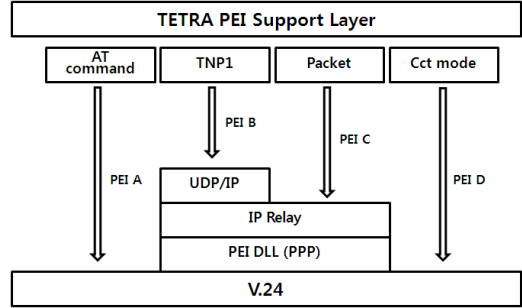 TETRA PEI Support Layer
AT
command
TNP1
Packet
Cct mode
PEI B
PEI C
PEI A
PEI D
UDP/IP
IP Relay
PEI DLL (PPP)
V.24